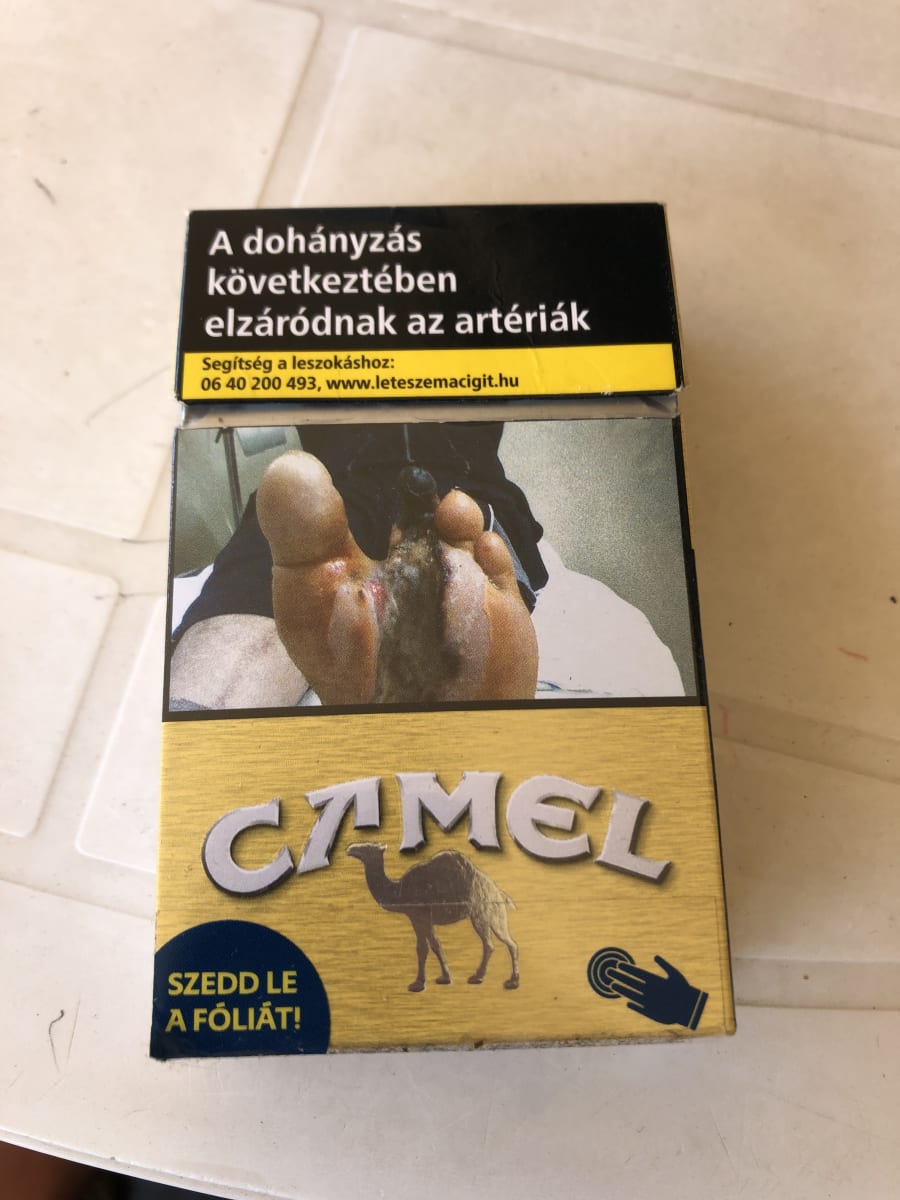 A dohányzás
következtében
elzáródnak az artériák
Segítség a leszokáshoz:
06 40 200 493, www.leteszemacigit.hu
CAMEL
SZEDD LE
A FÓLIÁT!